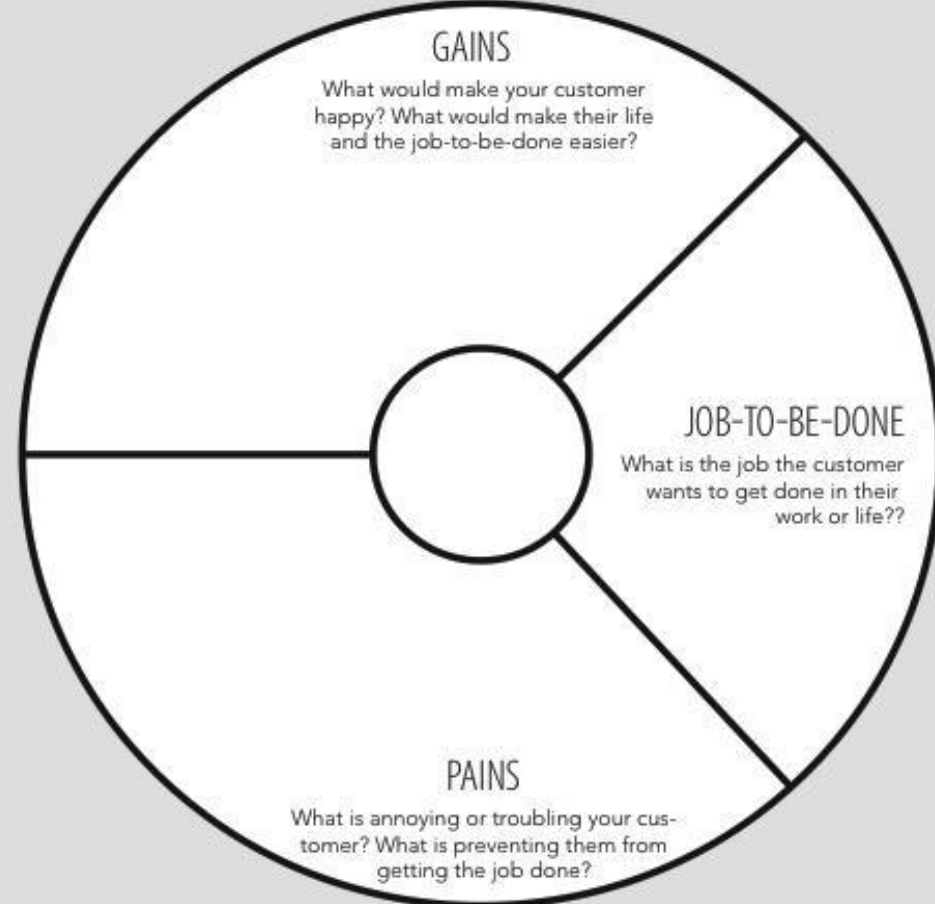 GAINS
What would make your customer
happy? What would make their life
and the job-to-be-done easier?
JOB-TO-BE-DONE
What is the job the customer
wants to get done in their
work or life??
PAINS
What is annoying or troubling your cus-
tomer? What is preventing them from
getting the job done?